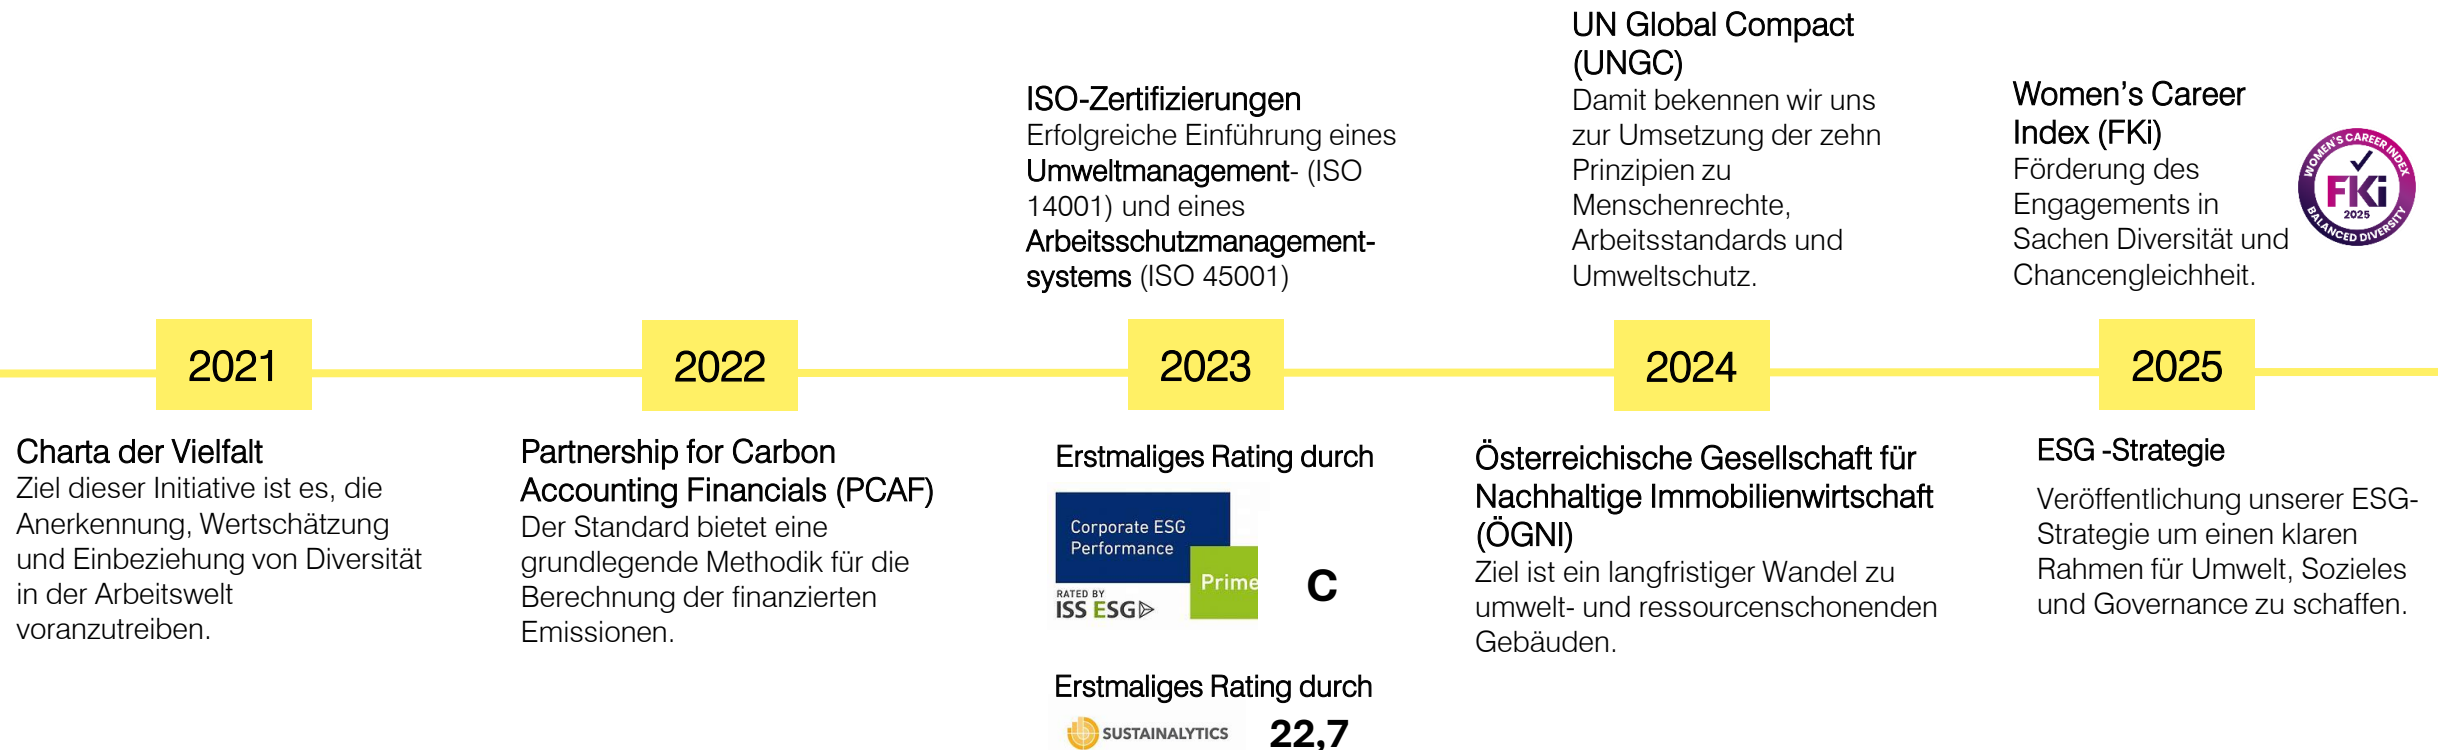 UN Global Compact
(UNGC)
Damit bekennen wir uns
zur Umsetzung der zehn
Prinzipien zu
Menschenrechte,
Arbeitsstandards und
Umweltschutz.
ISO-Zertifizierungen
Erfolgreiche Einführung eines
Umweltmanagement- (ISO
14001) und eines
Arbeitsschutzmanagement-
systems (ISO 45001)
Women’s Career
Index (FKi)
Förderung des
Engagements in
Sachen Diversität und
Chancengleichheit.
WOMEN'S CAREER INDEX
FKi
2025
BALANCED DIVERSITY
2021
2022
2023
2024
2025
Charta der Vielfalt
Ziel dieser Initiative ist es, die
Anerkennung, Wertschätzung
und Einbeziehung von Diversität
in der Arbeitswelt
voranzutreiben.
Partnership for Carbon
Accounting Financials (PCAF)
Der Standard bietet eine
grundlegende Methodik für die
Berechnung der finanzierten
Emissionen.
Erstmaliges Rating durch
Corporate ESG
Performance
Prime
RATED BY
ISS ESG
C
Erstmaliges Rating durch
SUSTAINALYTICS
22,7
Österreichische Gesellschaft für
Nachhaltige Immobilienwirtschaft
(ÖGNI)
Ziel ist ein langfristiger Wandel zu
umwelt- und ressourcenschonenden
Gebäuden.
ESG -Strategie
Veröffentlichung unserer ESG-
Strategie um einen klaren
Rahmen für Umwelt, Sozieles
und Governance zu schaffen.